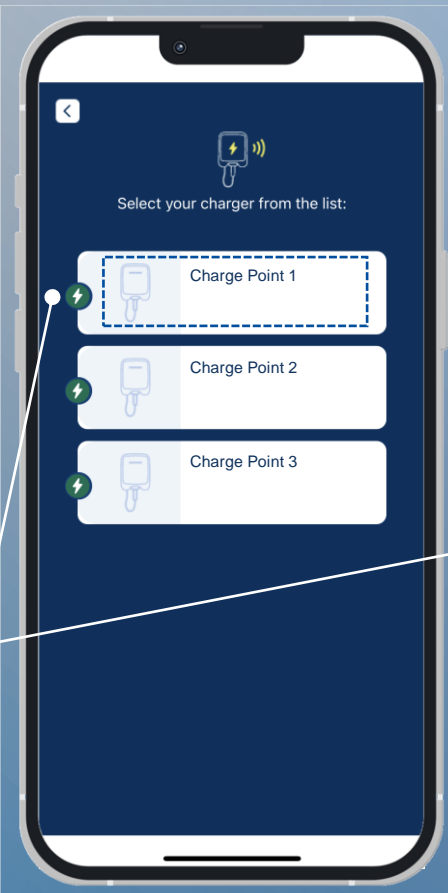 Select your charger from the list:
Charge Point 1
Charge Point 2
Charge Point 3